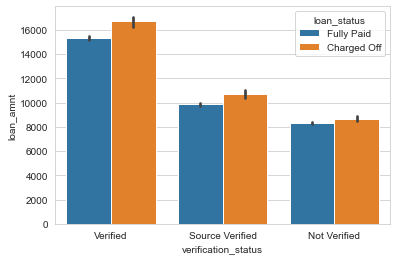 loan_status
Fully Paid
Charged Off
16000
14000
12000
10000
8000
6000
4000
2000
0
loan_amnt
Verified
Source Verified
Not Verified
verification_status